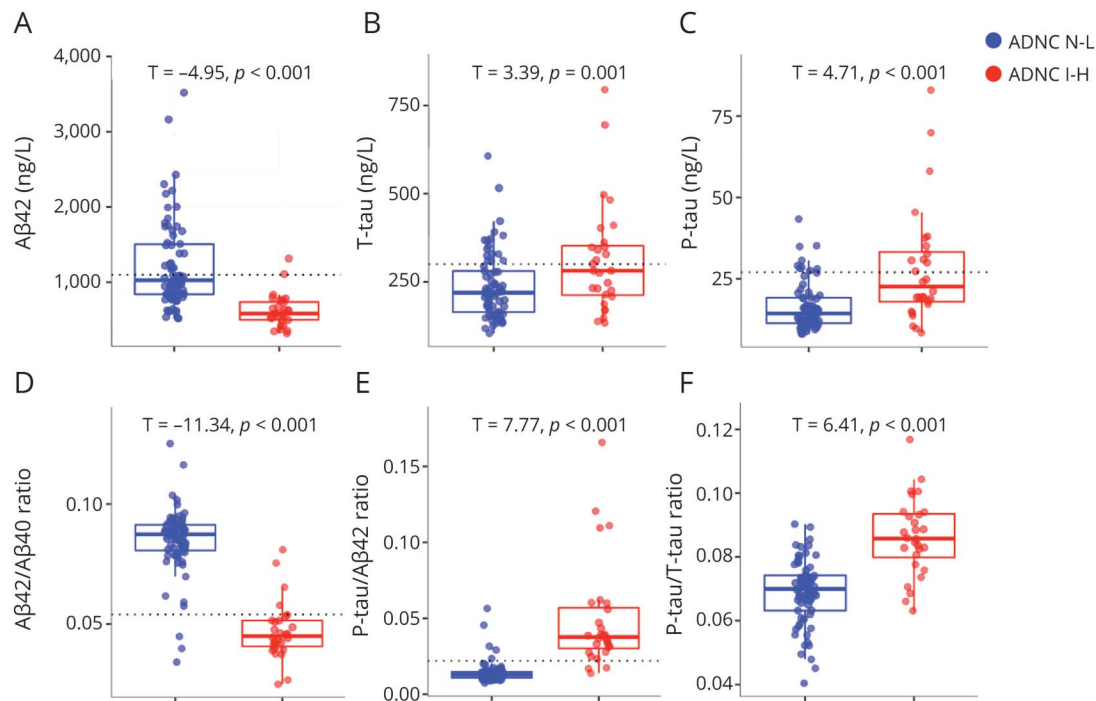 A
B
C
ADNC N-L
ADNC I-H
T = –4.95, p < 0.001
T = 3.39, p = 0.001
T = 4.71, p < 0.001
Aβ42 (ng/L)
4,000
3,000
2,000
1,000
T-tau (ng/L)
750
500
250
P-tau (ng/L)
75
50
25
D
E
F
T = –11.34, p < 0.001
T = 7.77, p < 0.001
T = 6.41, p < 0.001
Aβ42/Aβ40 ratio
0.10
0.05
P-tau/Aβ42 ratio
0.15
0.10
0.05
0.00
P-tau/T-tau ratio
0.12
0.10
0.08
0.06
0.04